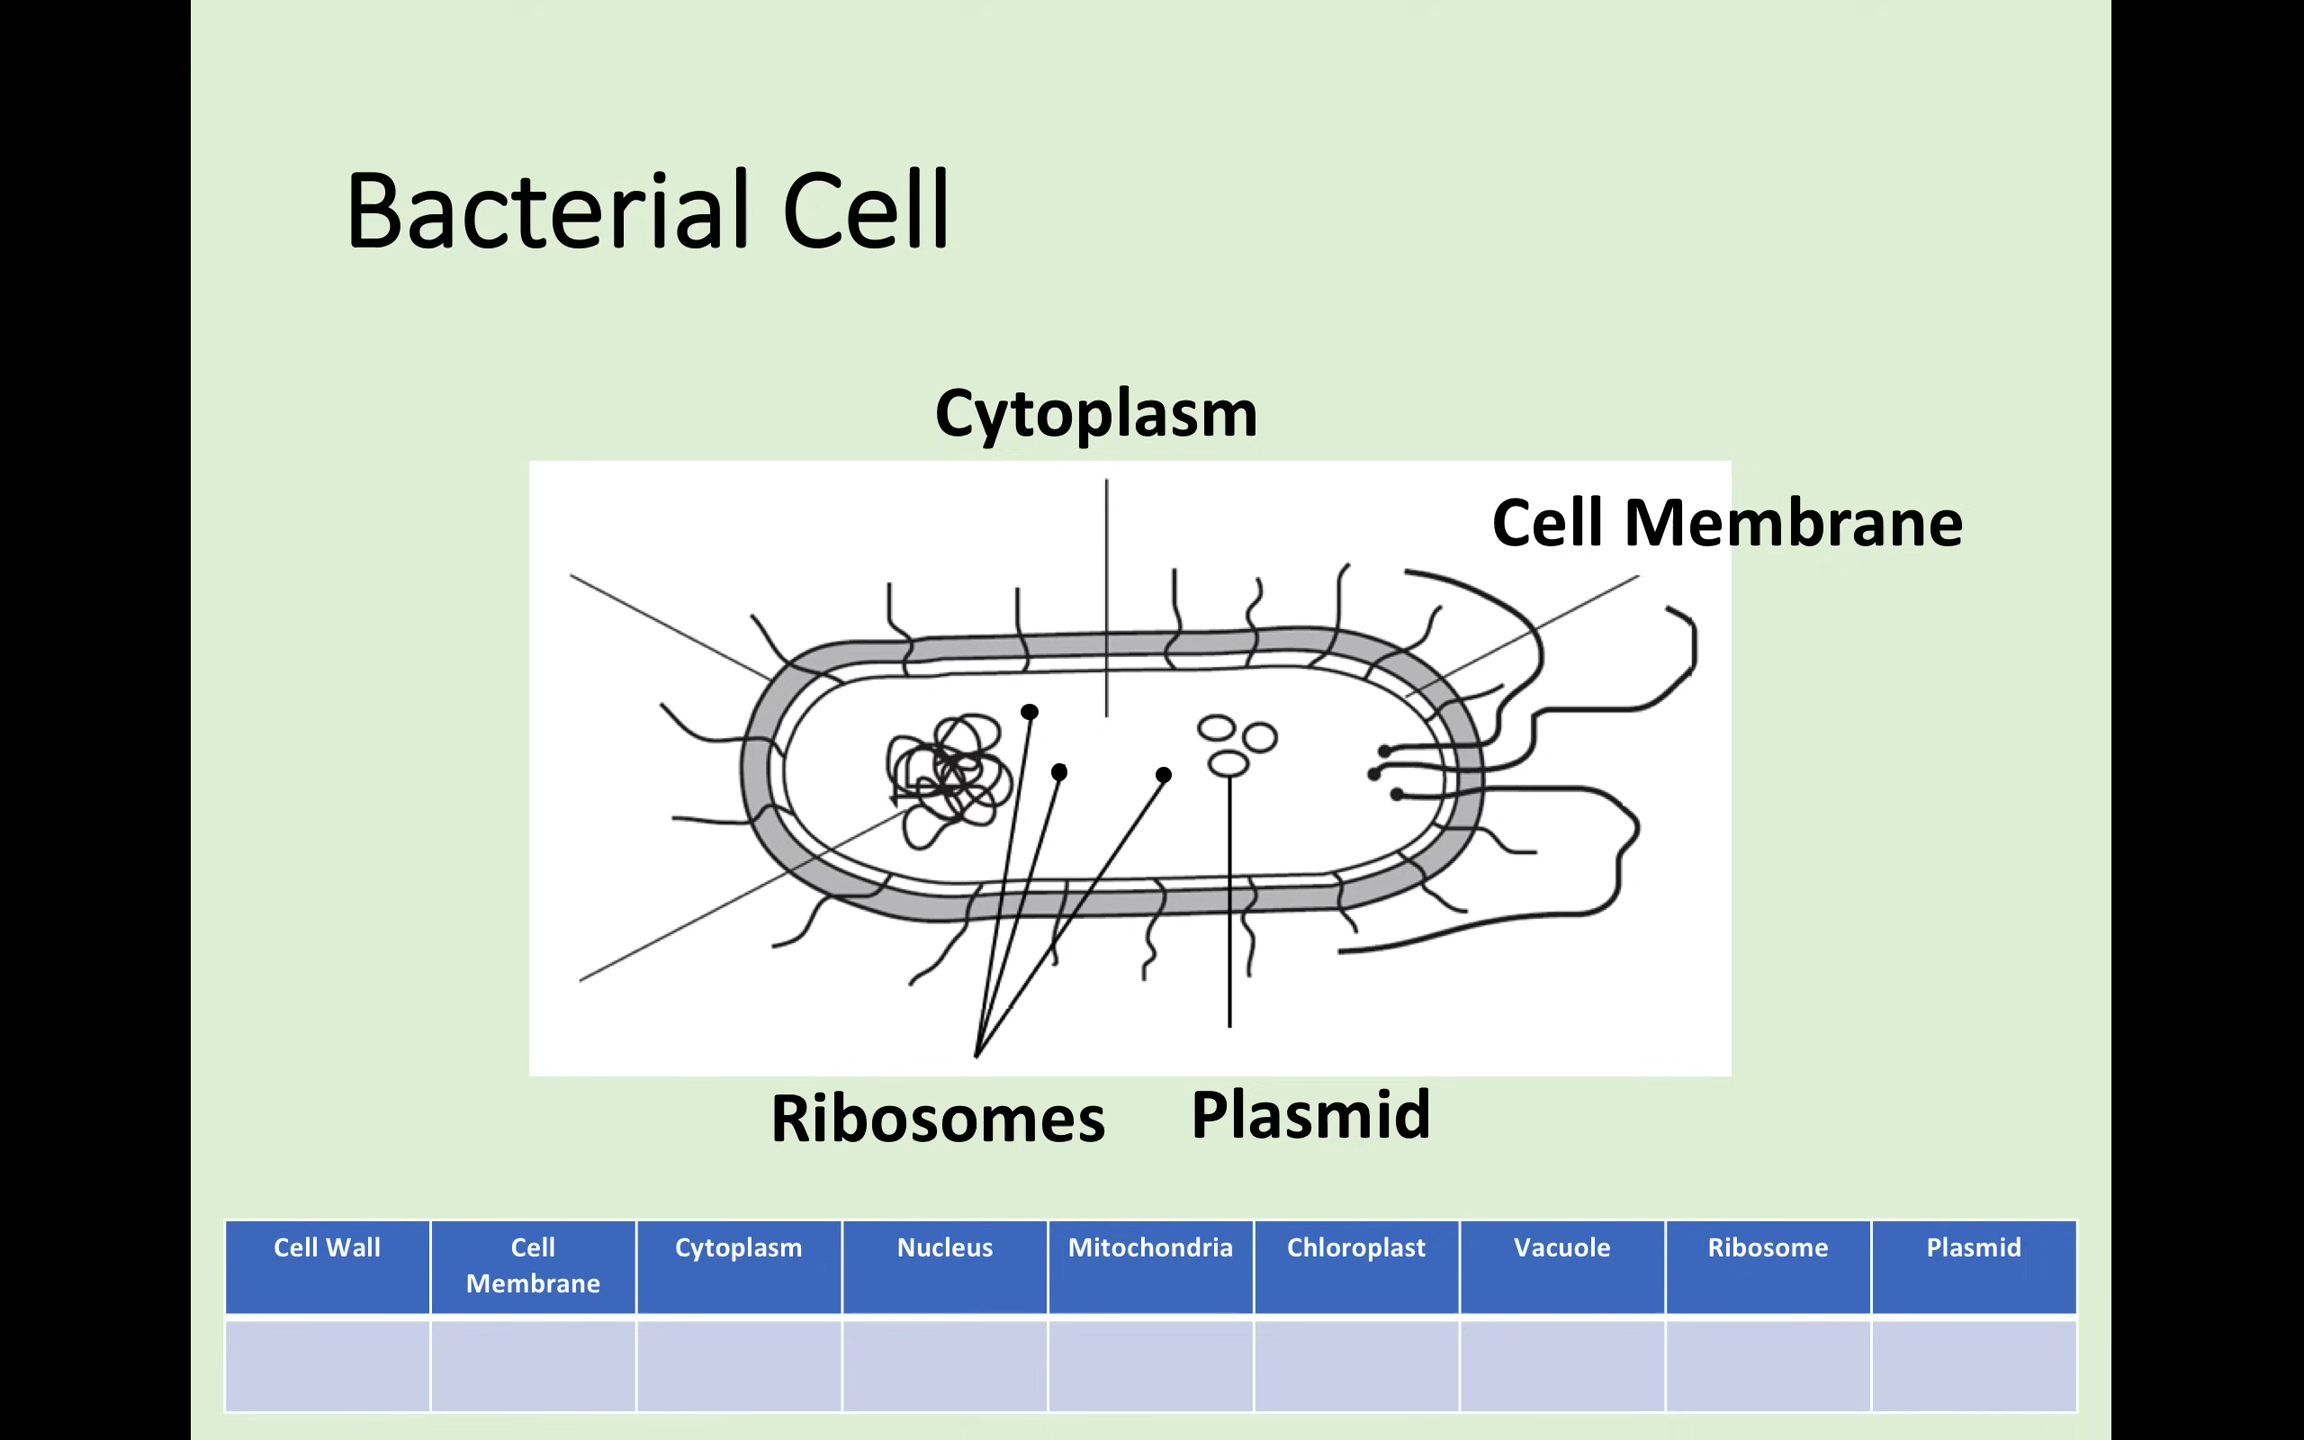 Bacterial Cell
Cytoplasm
Cell Membrane
Ribosomes
Plasmid
Cell Wall
Cell
Membrane
Cytoplasm
Nucleus
Mitochondria
Chloroplast
Vacuole
Ribosome
Plasmid